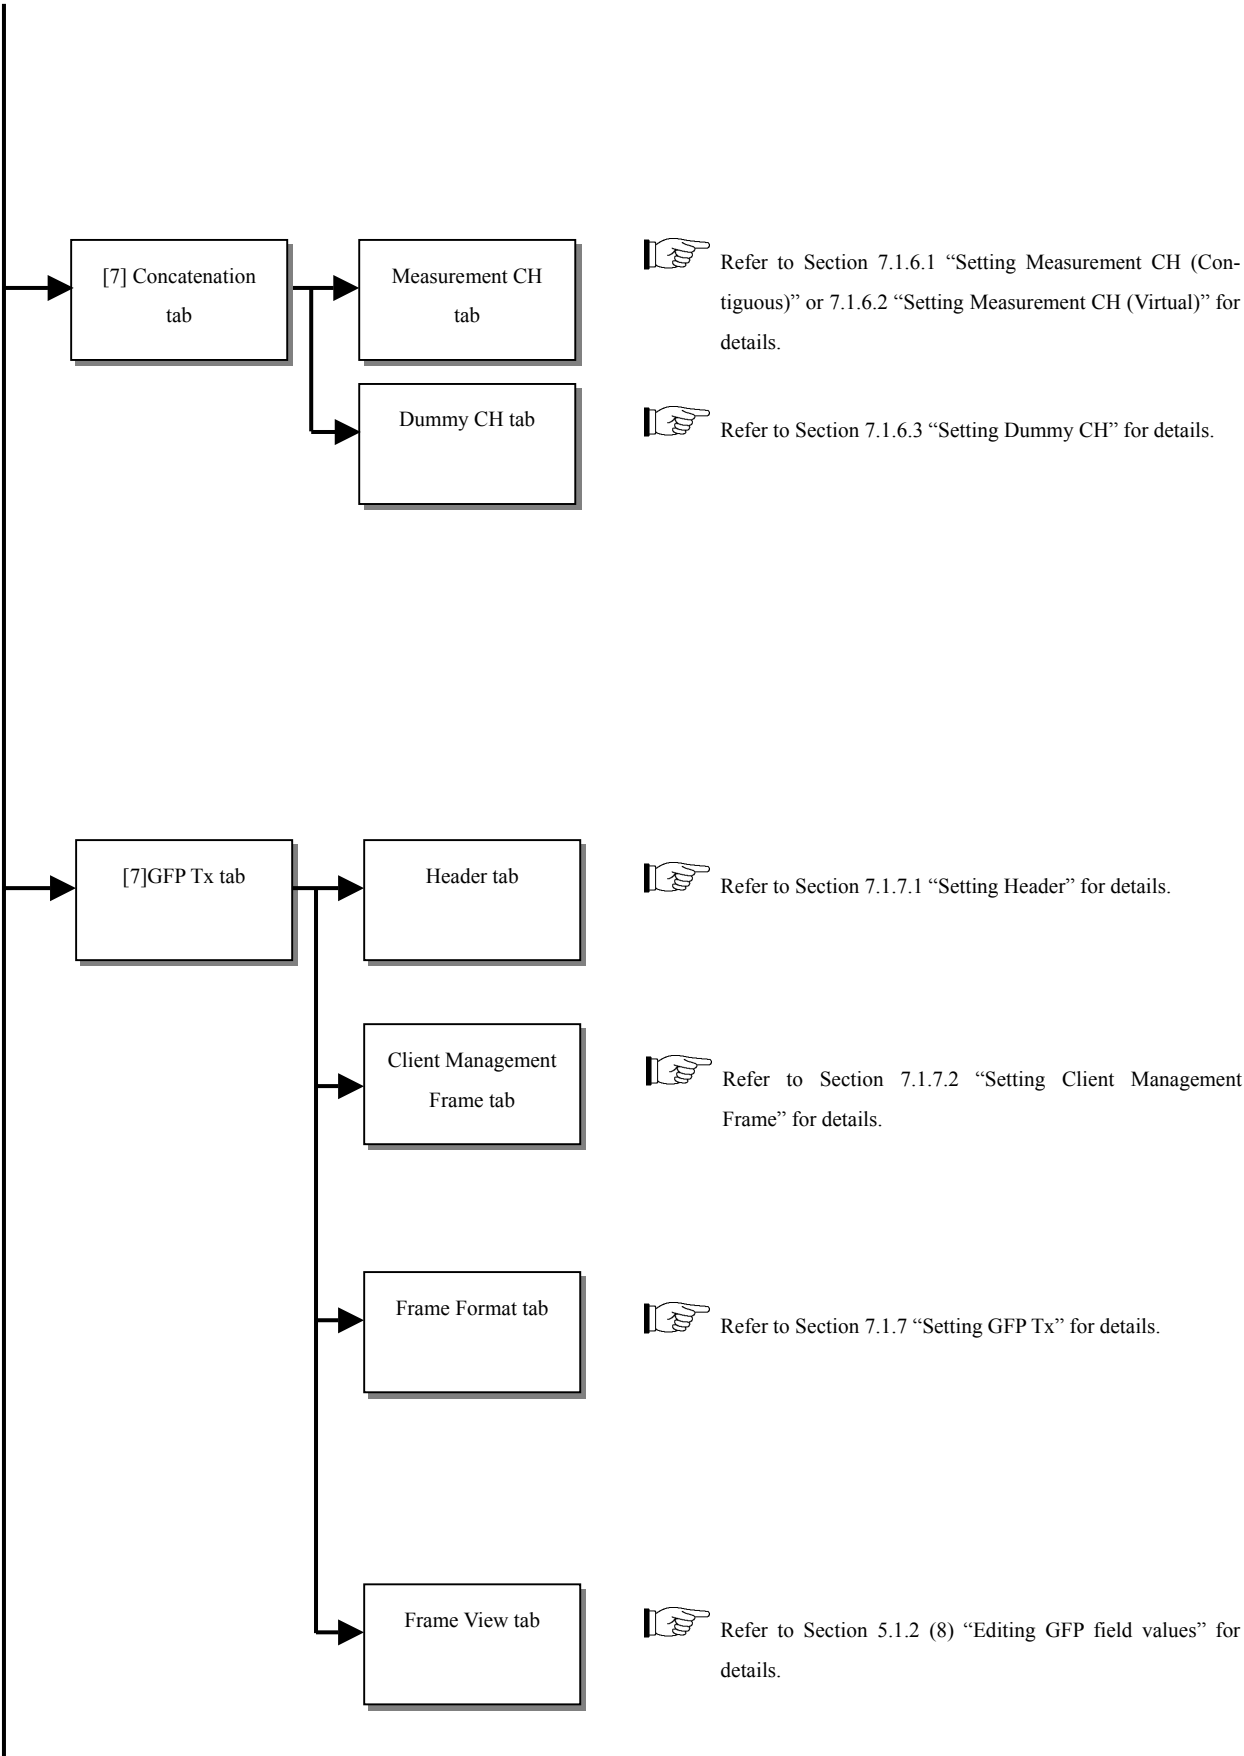 [7] Concatenation
tab
Measurement CH
tab
Refer to Section 7.1.6.1 “Setting Measurement CH (Con-
tiguous)” or 7.1.6.2 “Setting Measurement CH (Virtual)” for
details.
Dummy CH tab
Refer to Section 7.1.6.3 “Setting Dummy CH” for details.
[7]GFP Tx tab
Header tab
Refer to Section 7.1.7.1 “Setting Header” for details.
Client Management
Frame tab
Refer to Section 7.1.7.2 “Setting Client Management
Frame” for details.
Frame Format tab
Refer to Section 7.1.7 “Setting GFP Tx” for details.
Frame View tab
Refer to Section 5.1.2 (8) “Editing GFP field values” for
details.